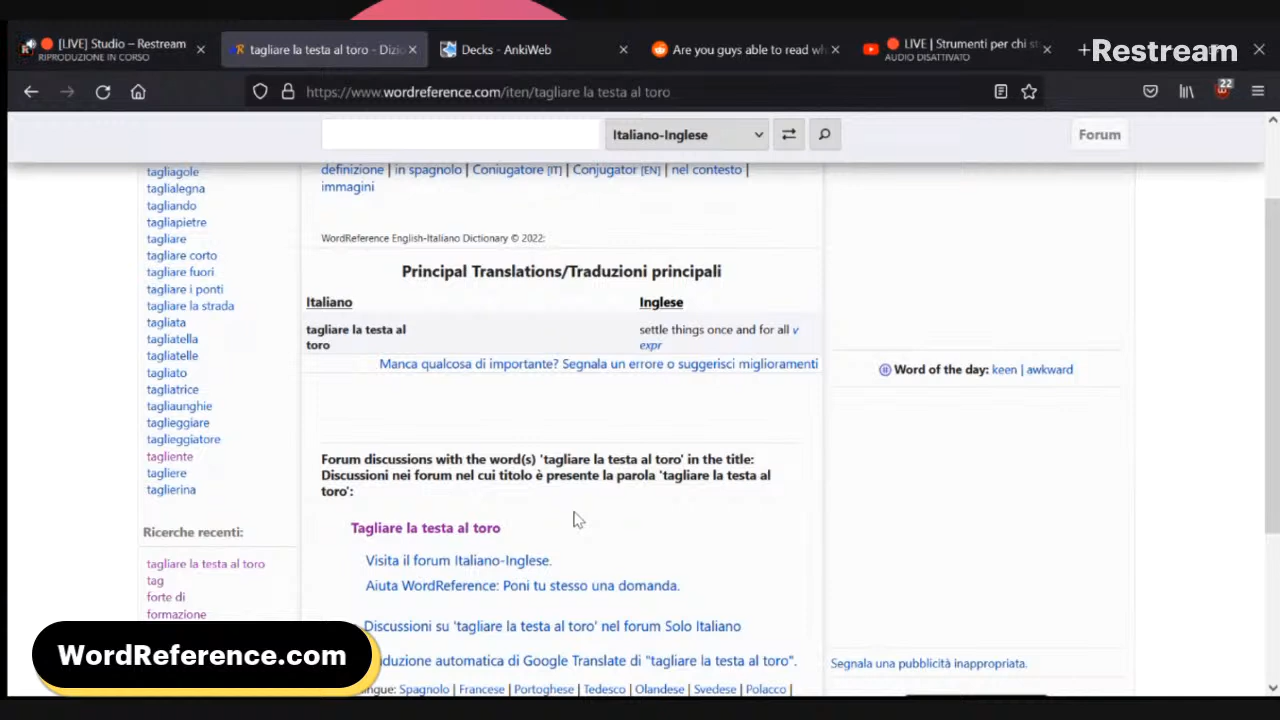 [LIVE] Studio – Restream
RIPRODUZIONE IN CORSO
tagliare la testa al toro - Dizio
Decks - AnkiWeb
Are you guys able to read wh
LIVE | Strumenti per chi st
AUDIO DISATTIVATO
Restream
https://www.wordreference.com/iten/tagliare la testa al toro
22
Italiano-Inglese
Forum
tagliagole
taglialegna
tagliando
tagliapietre
tagliare
tagliare corto
tagliare fuori
tagliare i ponti
tagliare la strada
tagliata
tagliatella
tagliatelle
tagliato
tagliatrice
tagliaunghie
taglieggiare
taglieggiatore
tagliente
tagliere
taglierina
Ricerche recenti:
tagliare la testa al toro
tag
forte di
formazione
definizione | in spagnolo | Coniugatore [IT] | Conjugator [EN] | nel contesto |
immagini
WordReference English-Italiano Dictionary © 2022:
Principal Translations/Traduzioni principali
Italiano Inglese
tagliare la testa al settle things once and for all v
toro expr
Manca qualcosa di importante? Segnala un errore o suggerisci miglioramenti
Forum discussions with the word(s) 'tagliare la testa al toro' in the title:
Discussioni nei forum nel cui titolo è presente la parola 'tagliare la testa al
toro':
Tagliare la testa al toro
Visita il forum Italiano-Inglese.
Aiuta WordReference: Poni tu stesso una domanda.
Discussioni su 'tagliare la testa al toro' nel forum Solo Italiano
duzione automatica di Google Translate di "tagliare la testa al toro".
ngue: Spagnolo | Francese | Portoghese | Tedesco | Olandese | Svedese | Polacco |
Word of the day: keen | awkward
Segnala una pubblicità inappropriata.
WordReference.com